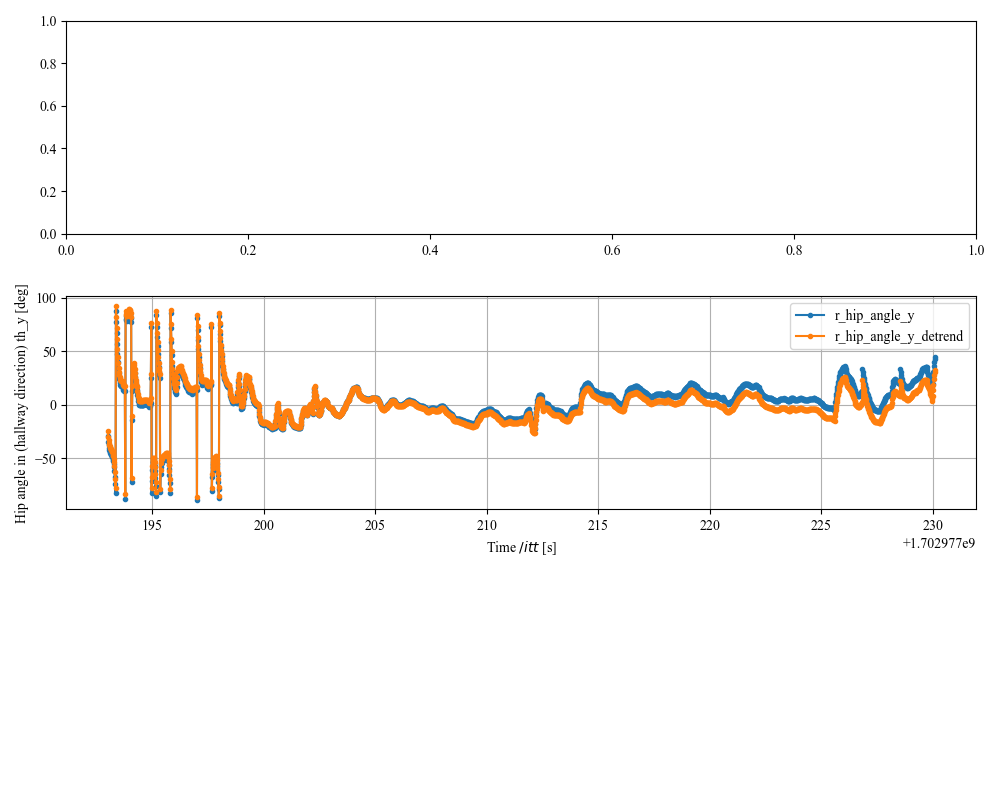 1.0
0.8
0.6
0.4
0.2
0.0
0.0 0.2 0.4 0.6 0.8 1.0
Hip angle in (hallway direction) th_y [deg]
100
50
0
−50
r_hip_angle_y
r_hip_angle_y_detrend
195 200 205 210 215 220 225 230
+1.702977e9
Time /itt [s]